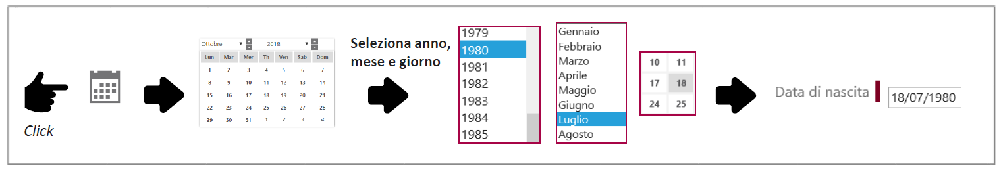 Click
Ottobre 2018
Lun Mar Mer Th Ven Sab Dom
1 2 3 4 5 6 7
8 9 10 11 12 13 14
15 16 17 18 19 20 21
22 23 24 25 26 27 28
29 30 31 1 2 3 4
Seleziona anno,
mese e giorno
1979
1980
1981
1982
1983
1984
1985
Gennaio
Febbraio
Marzo
Aprile
Maggio
Giugno
Luglio
Agosto
10 11
17 18
24 25
Data di nascita
18/07/1980